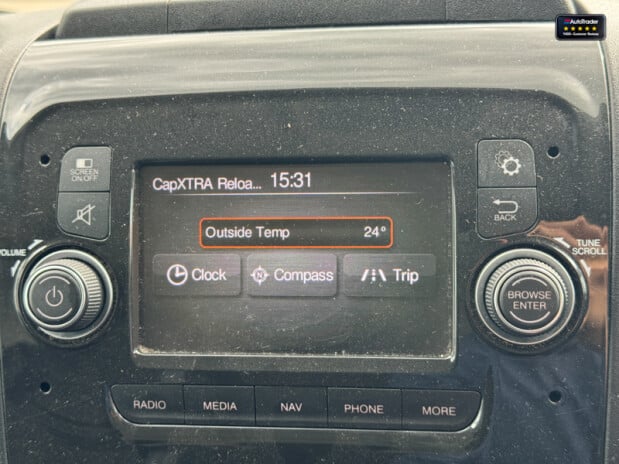 AutoTrader
SCREEN
ON/OFF
CapXTRA Reloa... 15:31
Outside Temp 24°
Clock Compass Trip
N
BACK
VOLUME
TUNE
SCROLL
BROWSE
ENTER
RADIO MEDIA NAV PHONE MORE